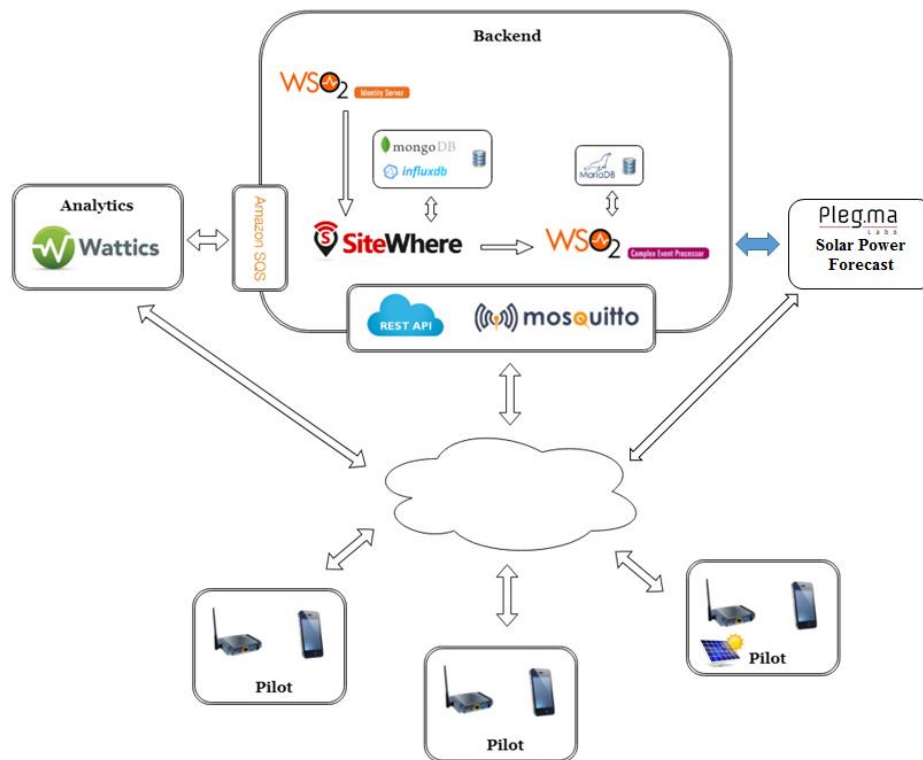 Backend
WSO2 Identity Server
mongoDB
influxdb
MariaDB
Analytics
Wattics
Amazon SQS
S
SiteWhere
WSO2 Complex Event Processor
Pleg.ma
Labs
Solar Power
Forecast
REST API
mosquitto
Pilot
Pilot
Pilot